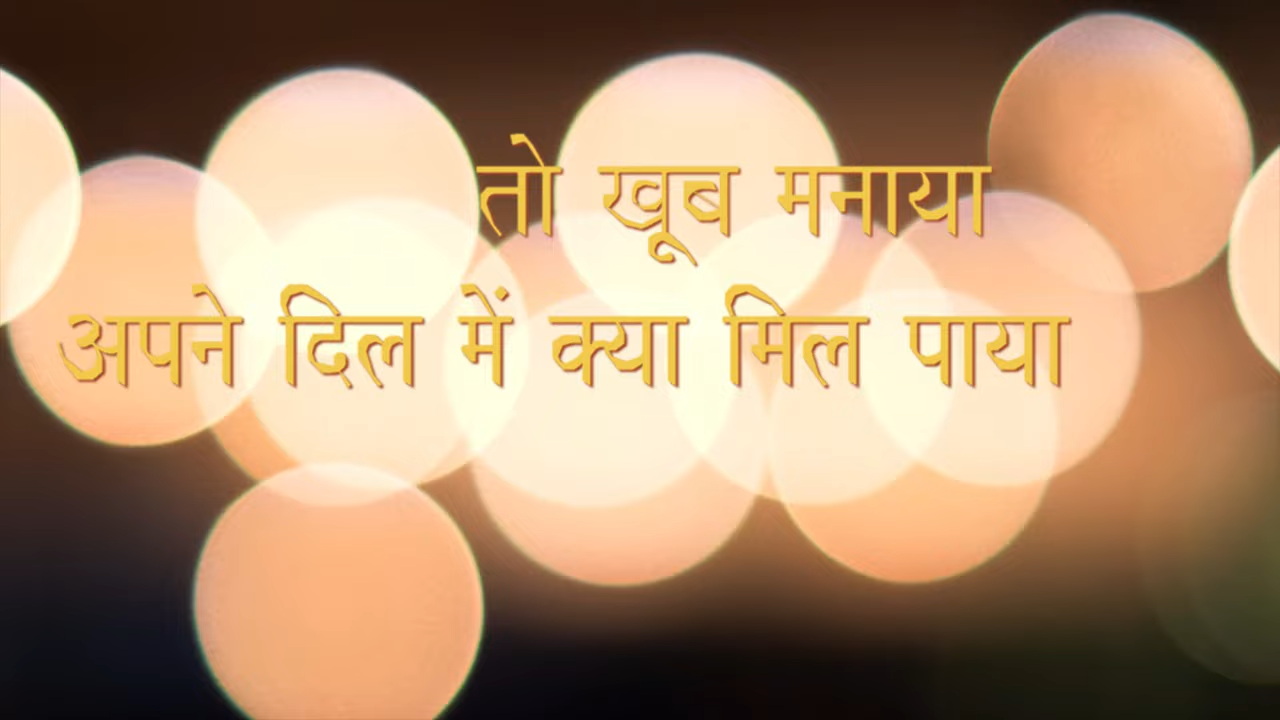 तो खूब मनाया
अपने दिल में क्या मिल पाया